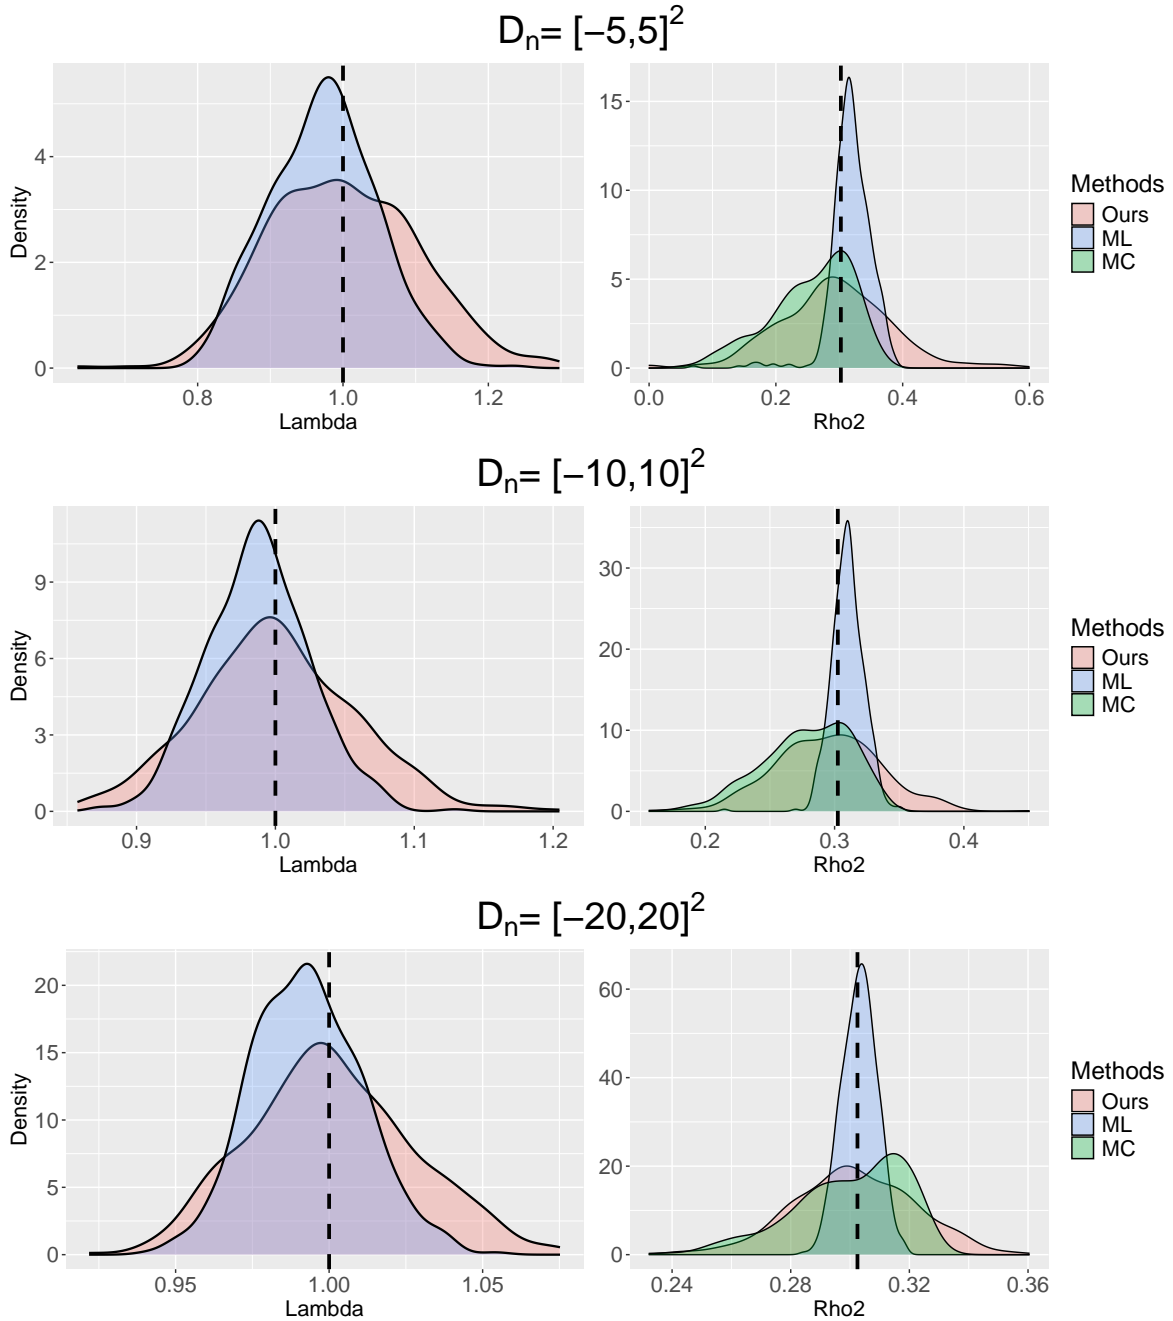 Dn= [−5,5]2
Density
4
2
0
0.8 1.0 1.2
Lambda
15
10
5
0
0.0 0.2 0.4 0.6
Rho2
Methods
Ours
ML
MC
Dn= [−10,10]2
Density
9
6
3
0
0.9 1.0 1.1 1.2
Lambda
30
20
10
0
0.2 0.3 0.4
Rho2
Methods
Ours
ML
MC
Dn= [−20,20]2
Density
20
15
10
5
0
0.95 1.00 1.05
Lambda
60
40
20
0
0.24 0.28 0.32 0.36
Rho2
Methods
Ours
ML
MC